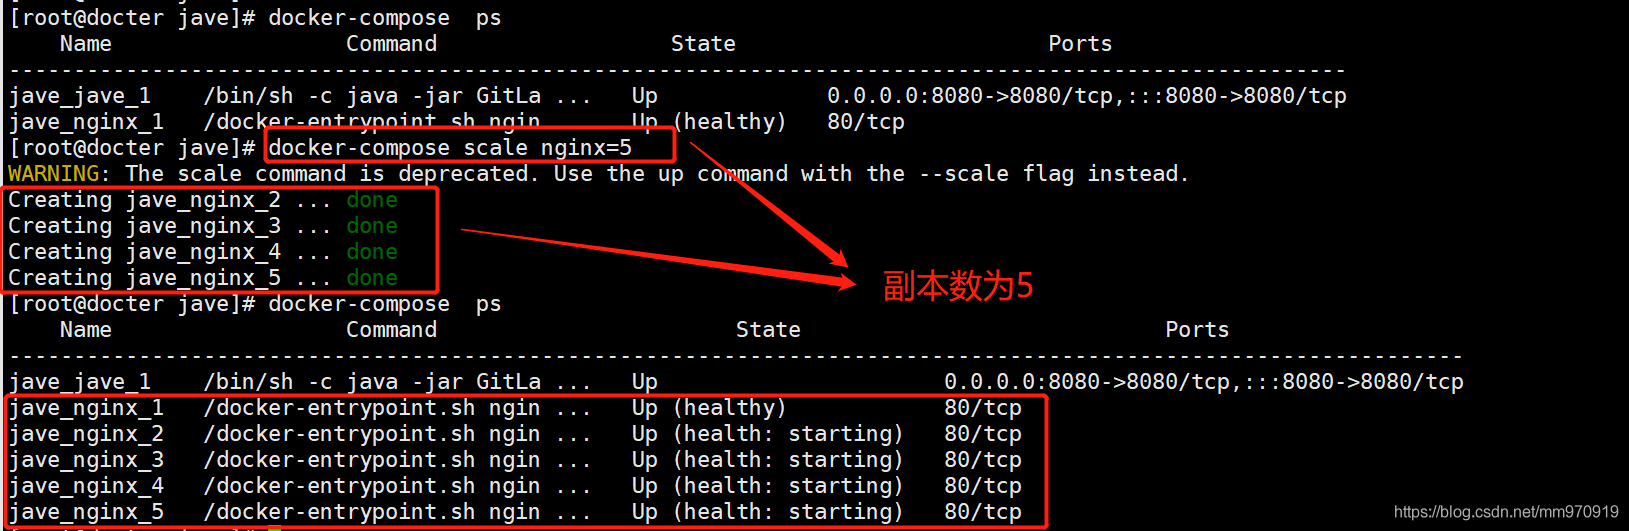 [root@docter jave]# docker-compose  ps
    Name                  Command                  State                        Ports
-------------------------------------------------------------------------------------------------------
jave_jave_1    /bin/sh -c java -jar GitLa ...   Up             0.0.0.0:8080->8080/tcp,:::8080->8080/tcp
jave_nginx_1   /docker-entrypoint.sh ngin ...   Up (healthy)   80/tcp
[root@docter jave]# docker-compose scale nginx=5
WARNING: The scale command is deprecated. Use the up command with the --scale flag instead.
Creating jave_nginx_2 ... done
Creating jave_nginx_3 ... done
Creating jave_nginx_4 ... done
Creating jave_nginx_5 ... done
副本数为5
[root@docter jave]# docker-compose  ps
    Name                  Command                       State                            Ports
----------------------------------------------------------------------------------------------------------------
jave_jave_1    /bin/sh -c java -jar GitLa ...   Up                      0.0.0.0:8080->8080/tcp,:::8080->8080/tcp
jave_nginx_1   /docker-entrypoint.sh ngin ...   Up (healthy)            80/tcp
jave_nginx_2   /docker-entrypoint.sh ngin ...   Up (health: starting)   80/tcp
jave_nginx_3   /docker-entrypoint.sh ngin ...   Up (health: starting)   80/tcp
jave_nginx_4   /docker-entrypoint.sh ngin ...   Up (health: starting)   80/tcp
jave_nginx_5   /docker-entrypoint.sh ngin ...   Up (health: starting)   80/tcp
https://blog.csdn.net/mm970919